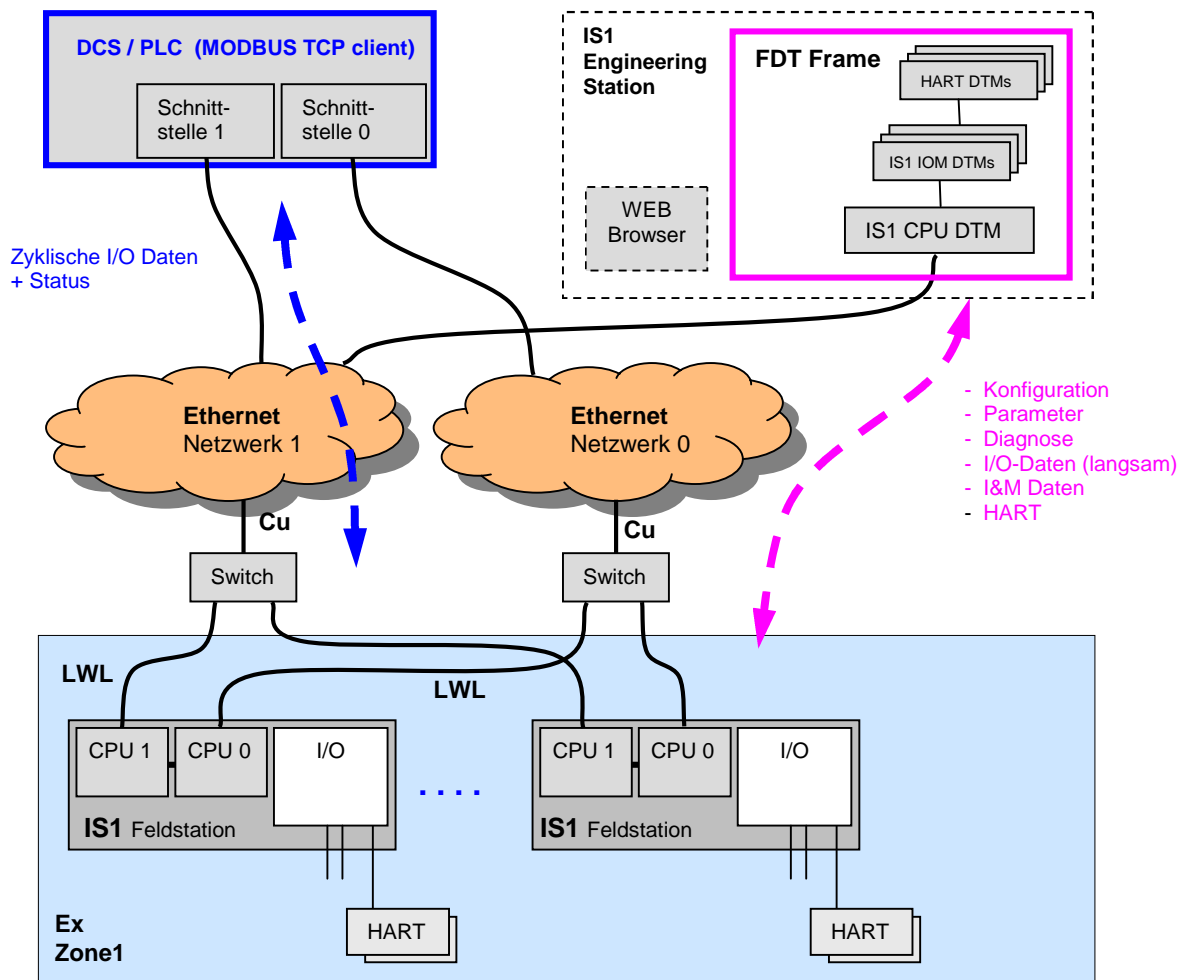 DCS / PLC  (MODBUS TCP client)
Schnitt-
stelle 1
Schnitt-
stelle 0
IS1
Engineering
Station
FDT Frame
HART DTMs
IS1 IOM DTMs
IS1 CPU DTM
WEB
Browser
Zyklische I/O Daten
+ Status
Ethernet
Netzwerk 1
Ethernet
Netzwerk 0
- Konfiguration
- Parameter
- Diagnose
- I/O-Daten (langsam)
- I&M Daten
- HART
Cu
Cu
Switch
Switch
LWL
LWL
CPU 1
CPU 0
I/O
IS1 Feldstation
. . . .
CPU 1
CPU 0
I/O
IS1 Feldstation
HART
HART
Ex
Zone1